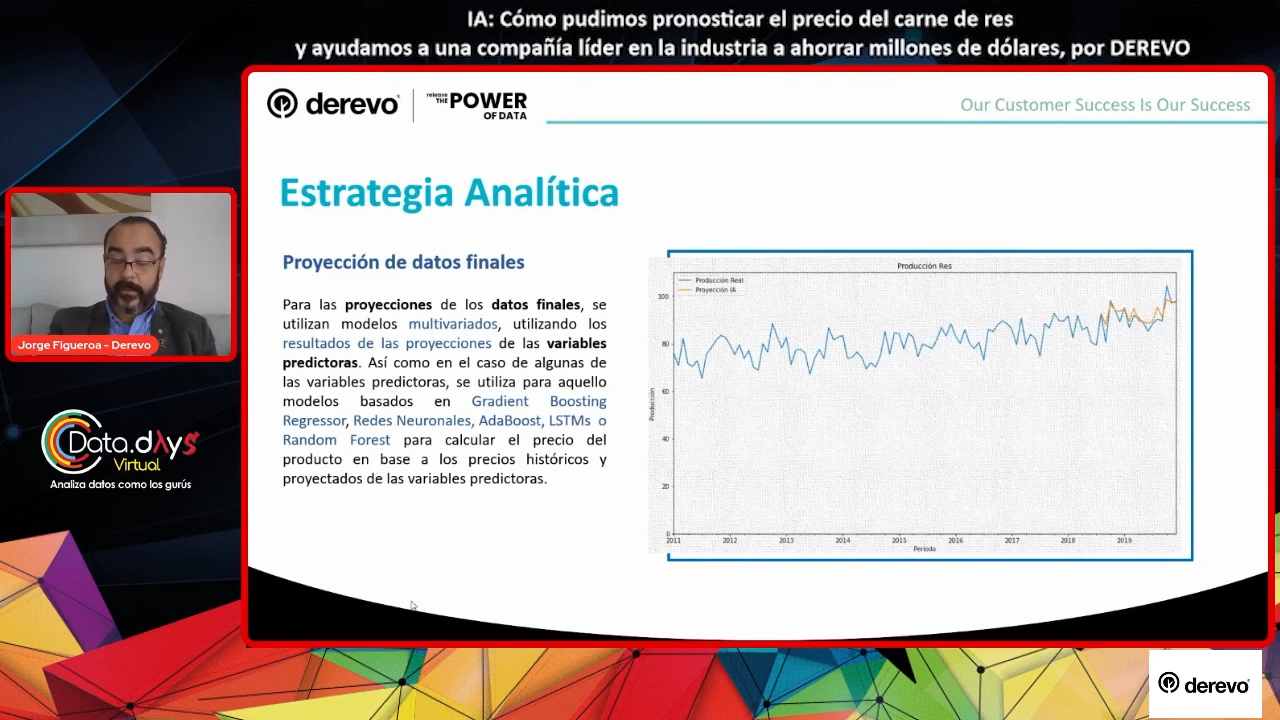 IA: Cómo pudimos pronosticar el precio del carne de res
y ayudamos a una compañía líder en la industria a ahorrar millones de dólares, por DEREVO
derevo
release
THE POWER
OF DATA
Our Customer Success Is Our Success
Estrategia Analítica
Proyección de datos finales
Para las proyecciones de los datos finales, se
utilizan modelos multivariados, utilizando los
resultados de las proyecciones de las variables
predictoras. Así como en el caso de algunas de
las variables predictoras, se utiliza para aquello
modelos basados en Gradient Boosting
Regressor, Redes Neuronales, AdaBoost, LSTMs o
Random Forest para calcular el precio del
producto en base a los precios históricos y
proyectados de las variables predictoras.
Producción Res
Producción Real
Proyección IA
Producción
100
80
60
40
20
0
2011 2012 2013 2014 2015 2016 2017 2018 2019
Periodo
Jorge Figueroa - Derevo
Data.dAys
Virtual
Analiza datos como los gurús
derevo